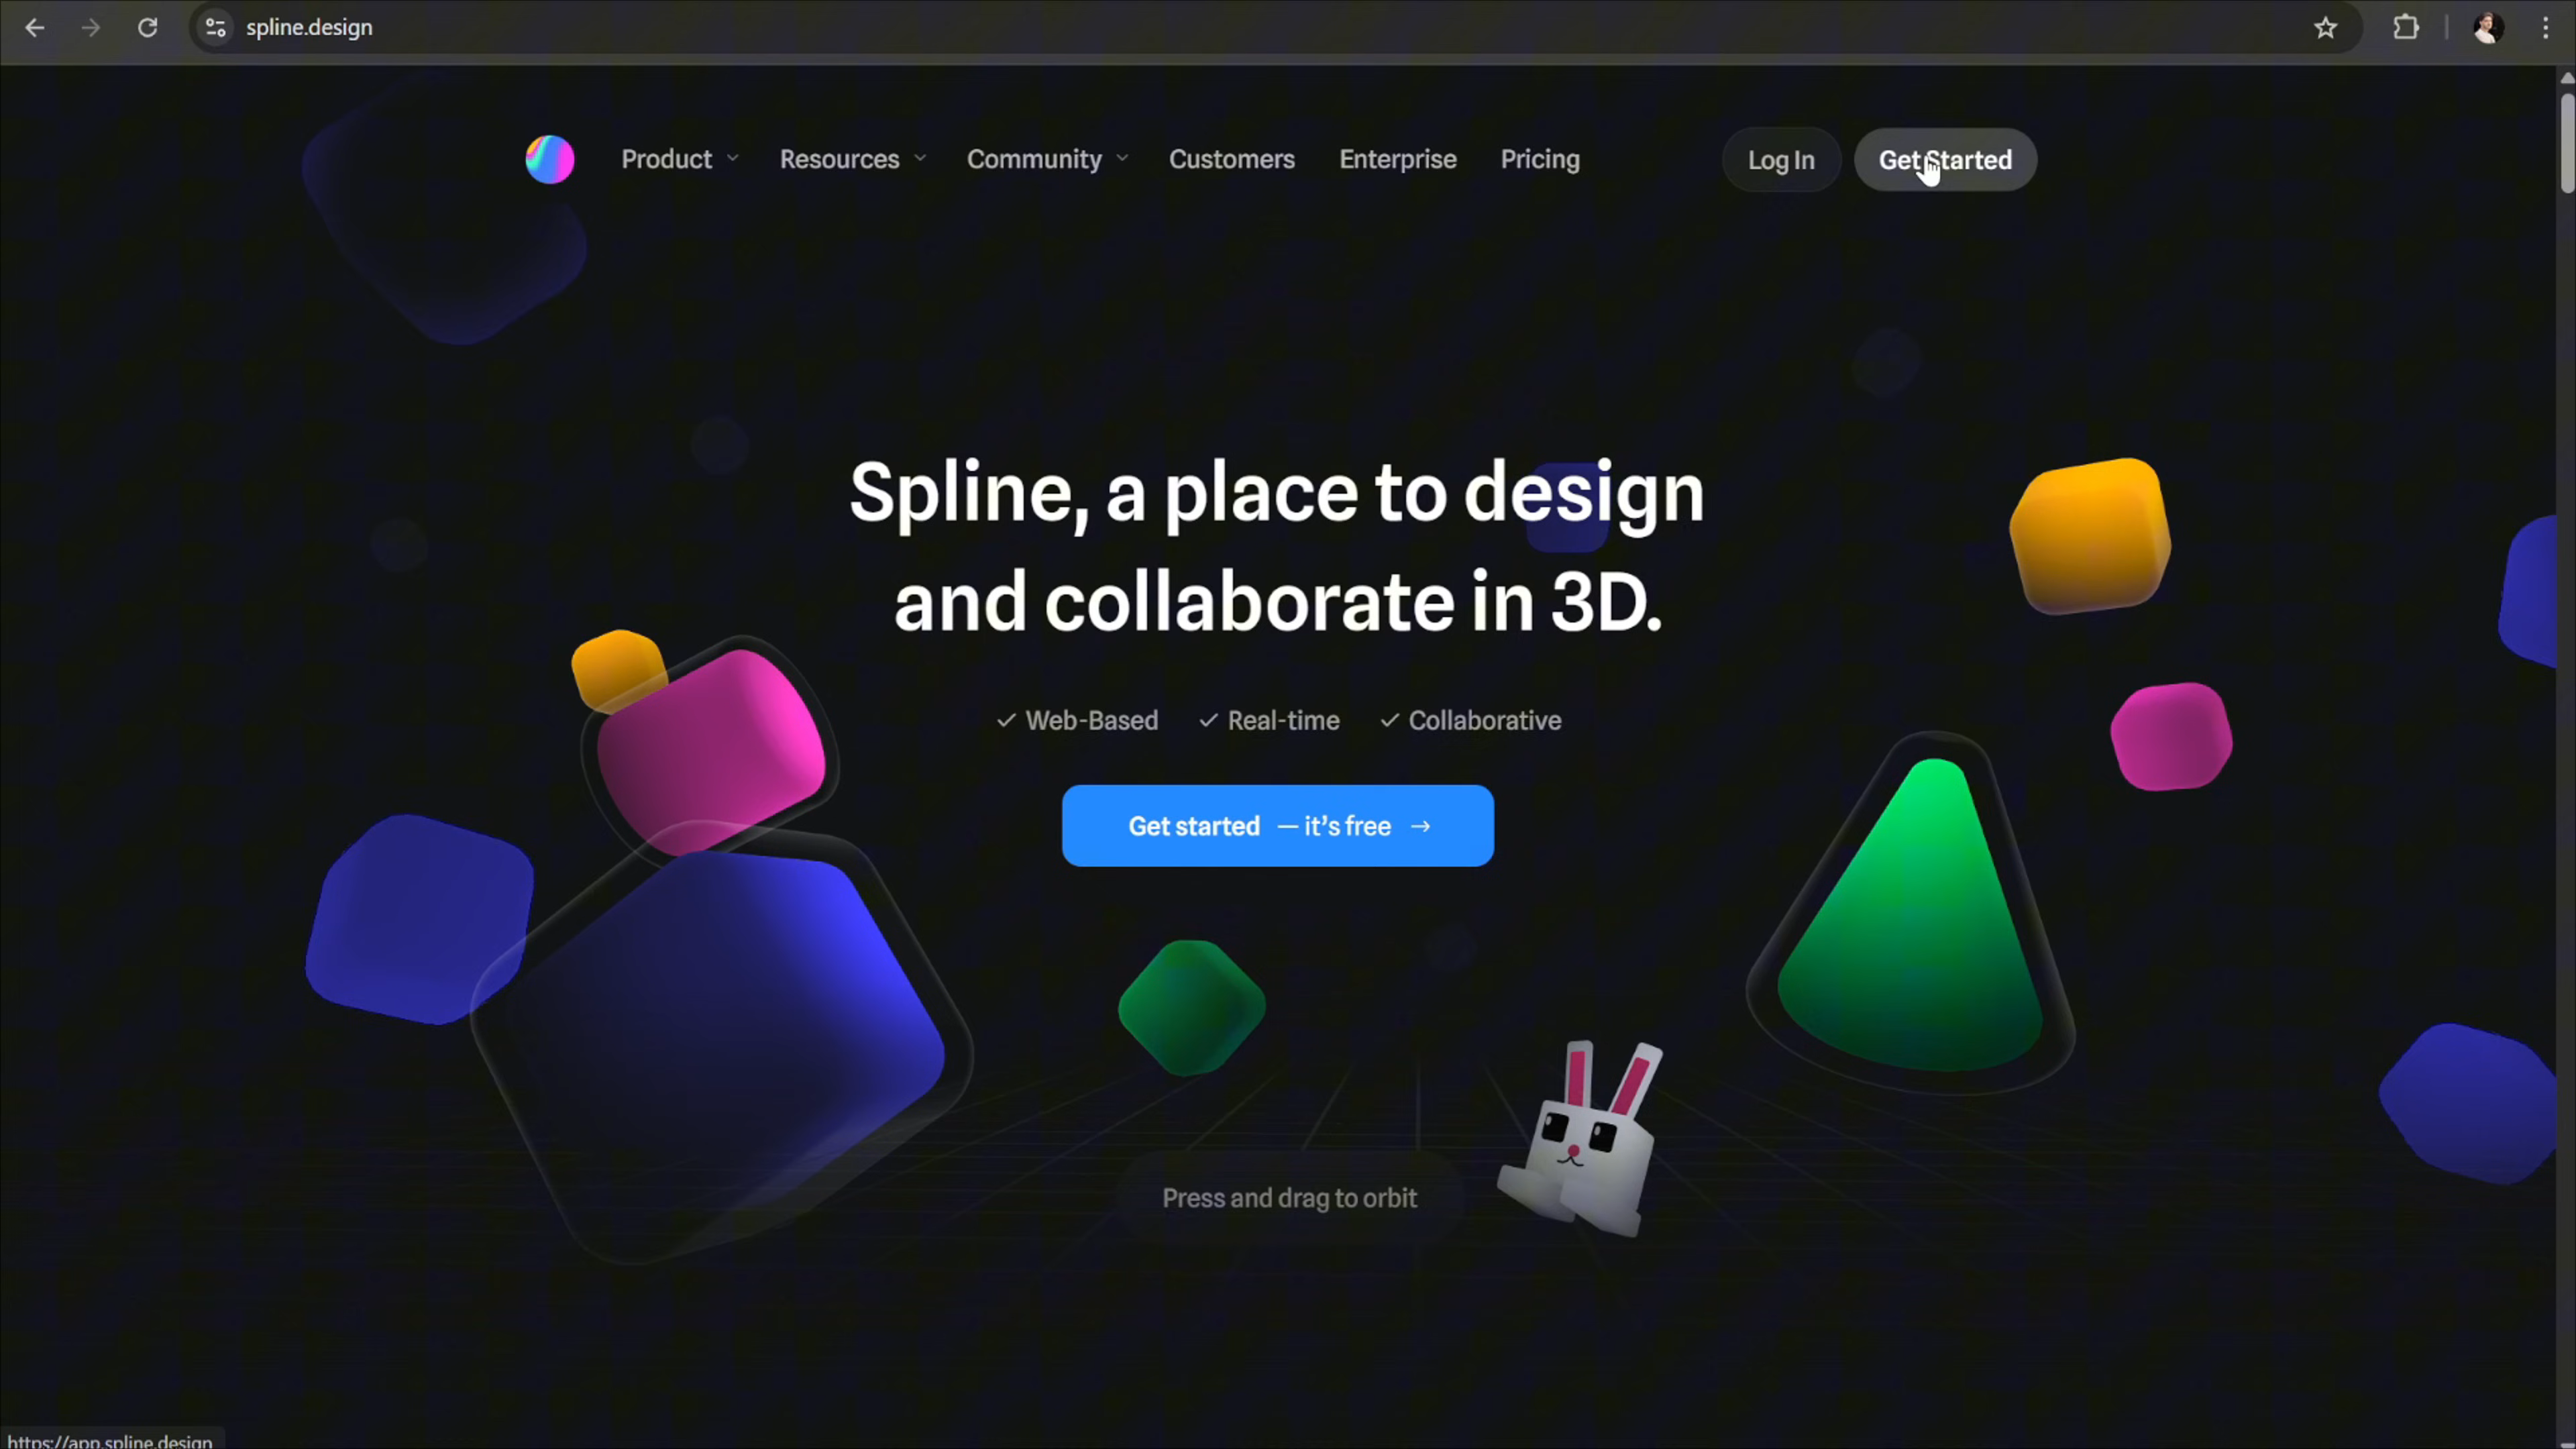 spline.design
Product
Resources
Community
Customers
Enterprise
Pricing
Log In
Get Started
Spline, a place to design
and collaborate in 3D.
Web-Based
Real-time
Collaborative
Get started — it’s free →
Press and drag to orbit
https://app.spline.design